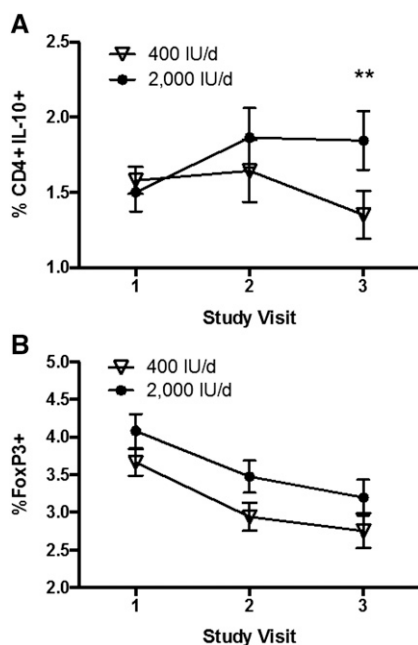 A
2.5
400 IU/d
2,000 IU/d
**
2.0
% CD4+IL-10+
1.5
1.0
1 2 3
Study Visit
B
5.0
400 IU/d
2,000 IU/d
4.5
4.0
%FoxP3+
3.5
3.0
2.5
2.0
1 2 3
Study Visit